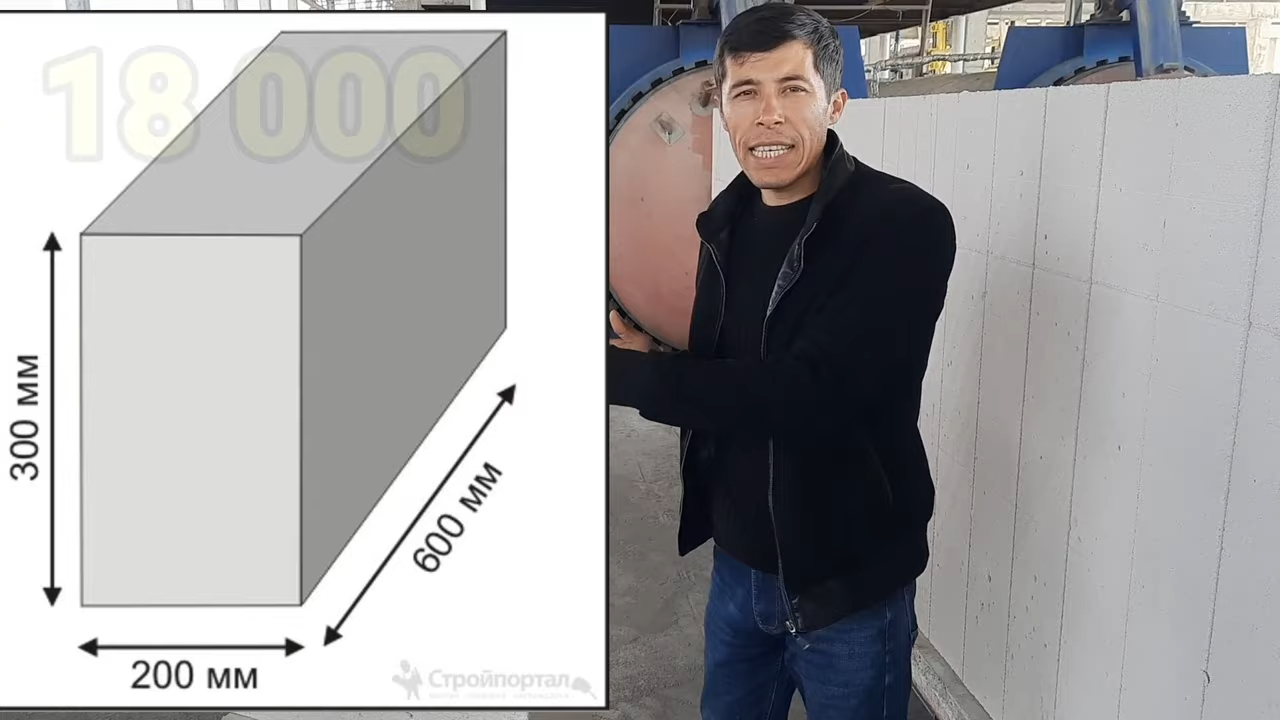 18 000
300 мм
600 мм
200 мм
Стройпортал